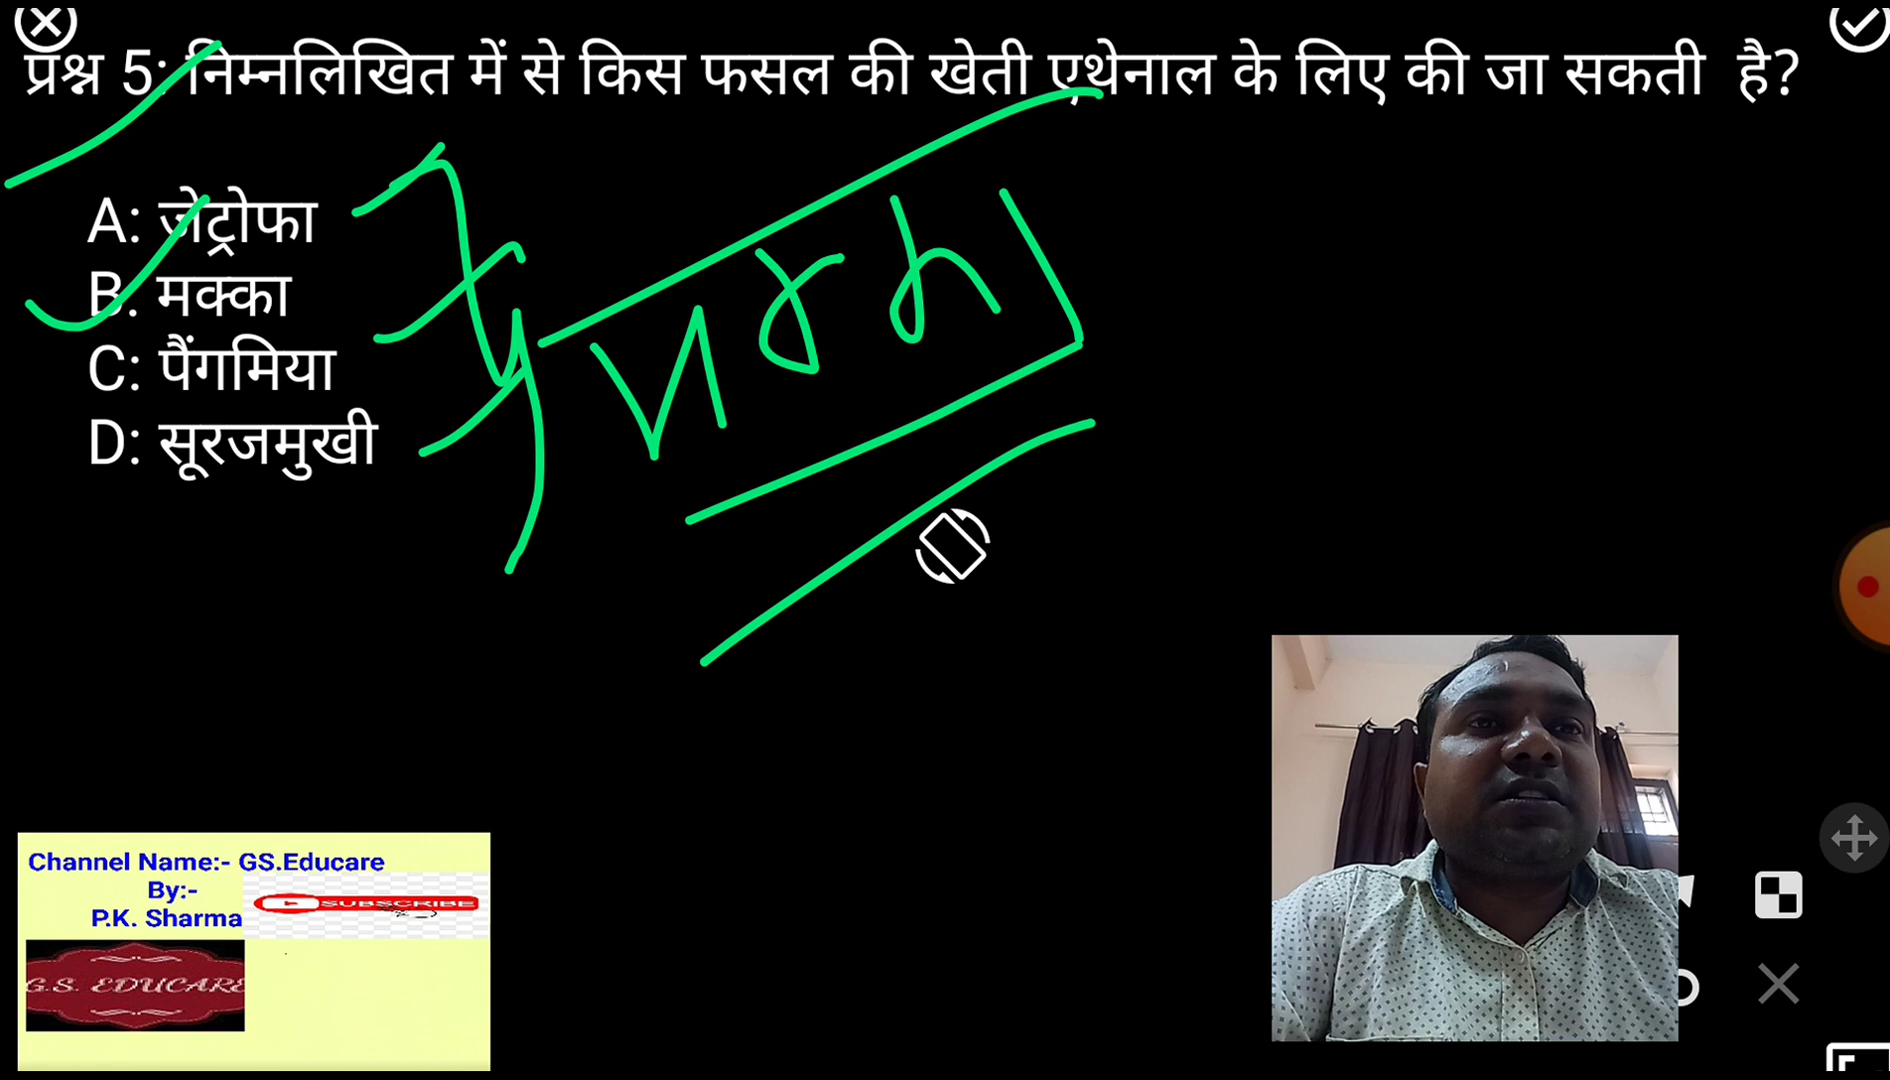 प्रश्न 5: निम्नलिखित में से किस फसल की खेती एथेनाल के लिए की जा सकती है?
A: जेट्रोफा
B: मक्का
C: पैंगमिया
D: सूरजमुखी
Channel Name:- GS.Educare
By:-
P.K. Sharma
SUBSCRIBE
G.S. EDUCARE